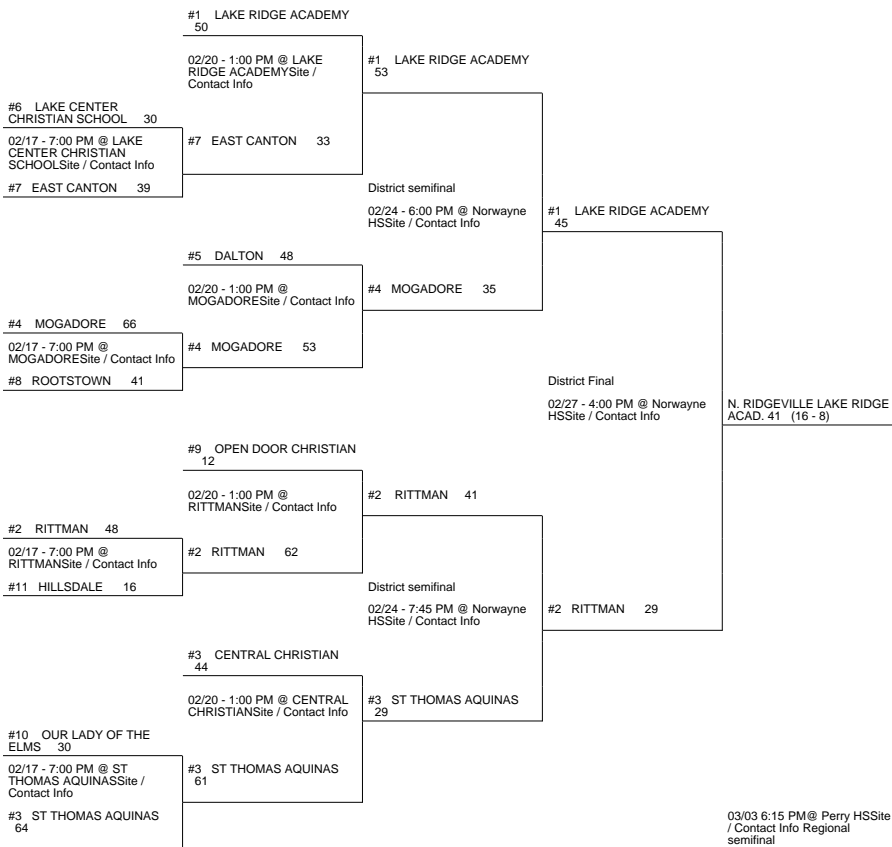 #1 LAKE RIDGE ACADEMY
50
02/20 - 1:00 PM @ LAKE
RIDGE ACADEMYSite /
Contact Info
#1 LAKE RIDGE ACADEMY
53
#6 LAKE CENTER
CHRISTIAN SCHOOL 30
02/17 - 7:00 PM @ LAKE
CENTER CHRISTIAN
SCHOOLSite / Contact Info
#7 EAST CANTON 33
#7 EAST CANTON 39
District semifinal
02/24 - 6:00 PM @ Norwayne
HSSite / Contact Info
#1 LAKE RIDGE ACADEMY
45
#5 DALTON 48
02/20 - 1:00 PM @
MOGADORESite / Contact Info
#4 MOGADORE 35
#4 MOGADORE 66
02/17 - 7:00 PM @
MOGADORESite / Contact Info
#4 MOGADORE 53
#8 ROOTSTOWN 41
District Final
02/27 - 4:00 PM @ Norwayne
HSSite / Contact Info
N. RIDGEVILLE LAKE RIDGE
ACAD. 41 (16 - 8)
#9 OPEN DOOR CHRISTIAN
12
02/20 - 1:00 PM @
RITTMANSite / Contact Info
#2 RITTMAN 41
#2 RITTMAN 48
02/17 - 7:00 PM @
RITTMANSite / Contact Info
#2 RITTMAN 62
#11 HILLSDALE 16
District semifinal
02/24 - 7:45 PM @ Norwayne
HSSite / Contact Info
#2 RITTMAN 29
#3 CENTRAL CHRISTIAN
44
02/20 - 1:00 PM @ CENTRAL
CHRISTIANSite / Contact Info
#3 ST THOMAS AQUINAS
29
#10 OUR LADY OF THE
ELMS 30
02/17 - 7:00 PM @ ST
THOMAS AQUINASSite /
Contact Info
#3 ST THOMAS AQUINAS
61
#3 ST THOMAS AQUINAS
64
03/03 6:15 PM@ Perry HSSite
/ Contact Info Regional
semifinal